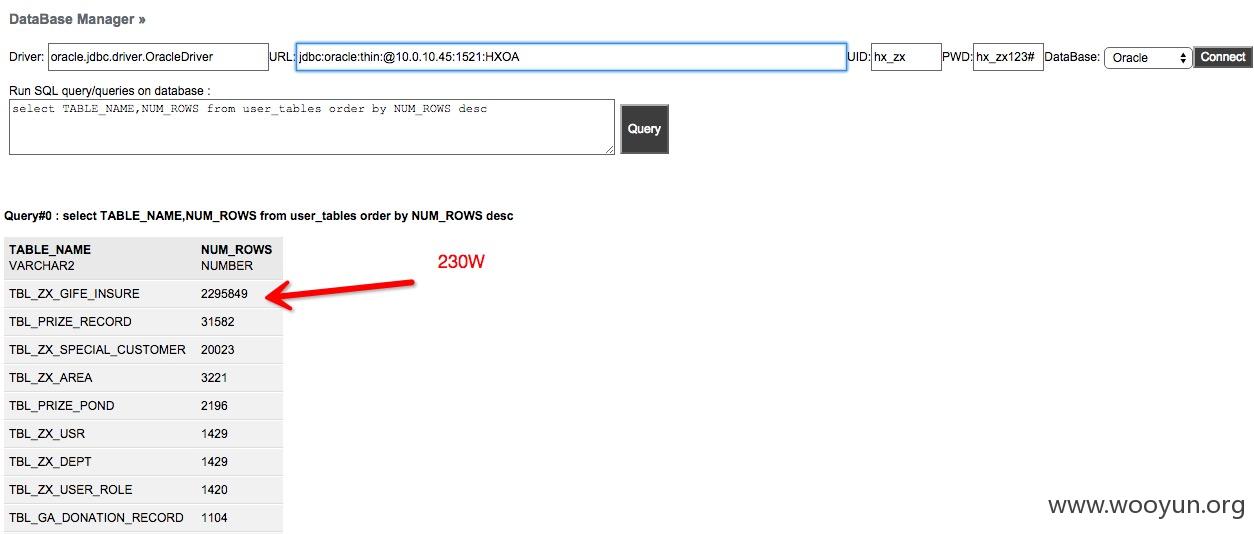 DataBase Manager »
Driver: oracle.jdbc.driver.OracleDriver URL: jdbc:oracle:thin:@10.0.10.45:1521:HXOA UID: hx_zx PWD: hx_zx123# DataBase: Oracle Connect
Run SQL query/queries on database :
select TABLE_NAME,NUM_ROWS from user_tables order by NUM_ROWS desc
Query
Query#0 : select TABLE_NAME,NUM_ROWS from user_tables order by NUM_ROWS desc
TABLE_NAME NUM_ROWS
VARCHAR2 NUMBER
230W
TBL_ZX_GIFE_INSURE 2295849
TBL_PRIZE_RECORD 31582
TBL_ZX_SPECIAL_CUSTOMER 20023
TBL_ZX_AREA 3221
TBL_PRIZE_POND 2196
TBL_ZX_USR 1429
TBL_ZX_DEPT 1429
TBL_ZX_USER_ROLE 1420
TBL_GA_DONATION_RECORD 1104
www.wooyun.org